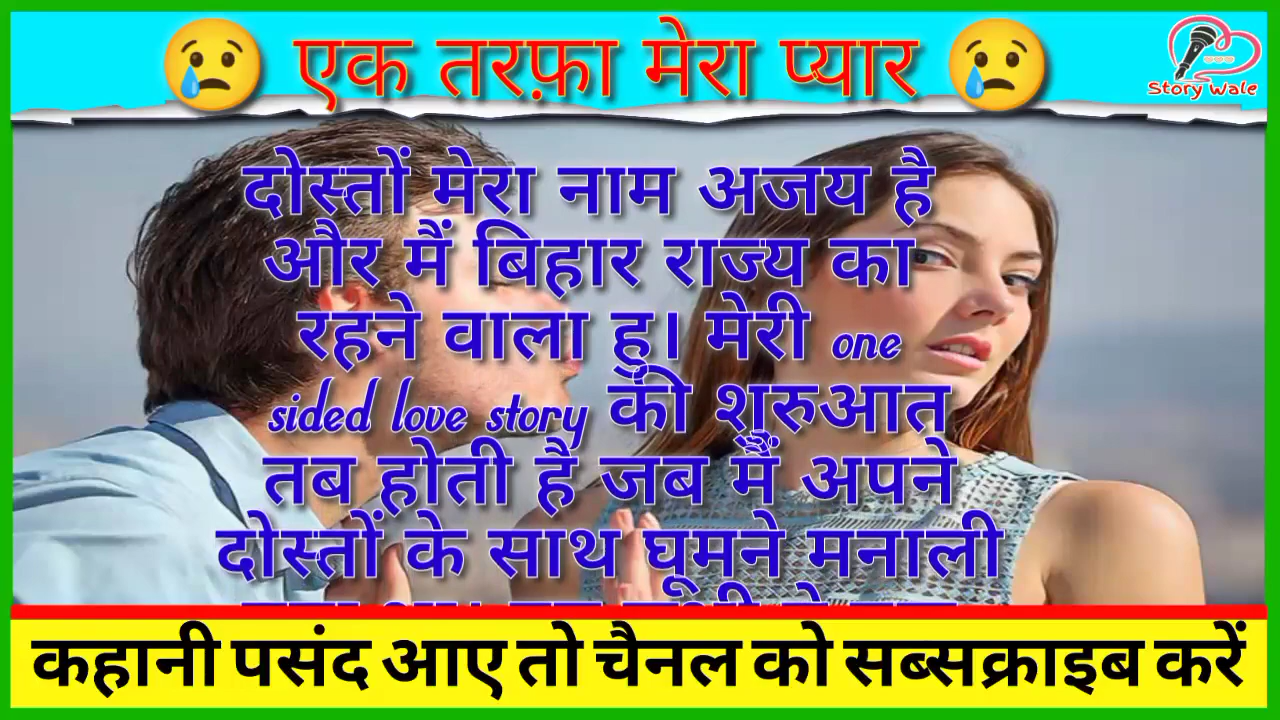 😢 एक तरफ़ा मेरा प्यार 😢
Story Wale
दोस्तों मेरा नाम अजय है
और मैं बिहार राज्य का
रहने वाला हु। मेरी one
sided love story की शुरुआत
तब होती है जब मैं अपने
दोस्तों के साथ घूमने मनाली
कहानी पसंद आए तो चैनल को सब्सक्राइब करें